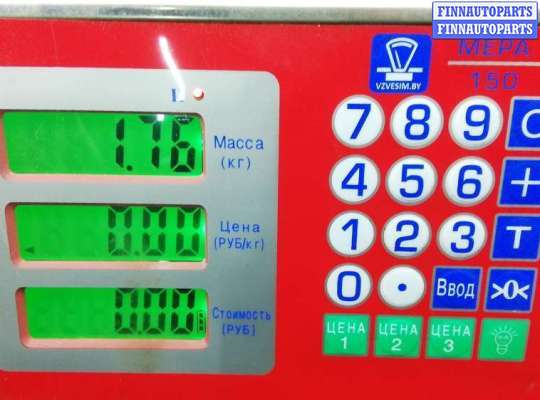 FINNAUTOPARTS
FINNAUTOPARTS
МЕРА
150
VZVESIM.BY
1.76
Масса
(кг)
0.00
Цена
(РУБ/кг)
0.00
Стоимость
(РУБ)
7 8 9 C
4 5 6 +
1 2 3 T
0 . Ввод >0<
ЦЕНА 1 ЦЕНА 2 ЦЕНА 3